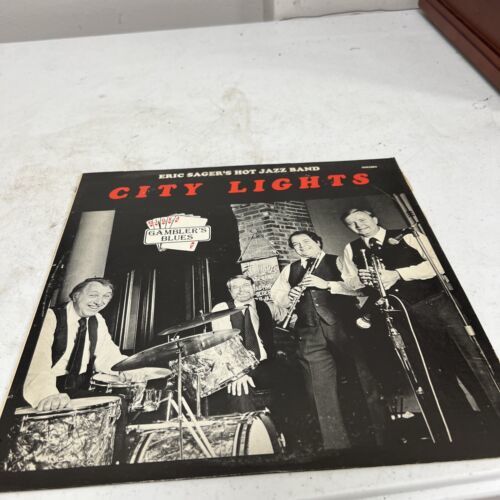 ERIC SAGER'S HOT JAZZ BAND
CITY LIGHTS
GAMBLER'S
BLUES